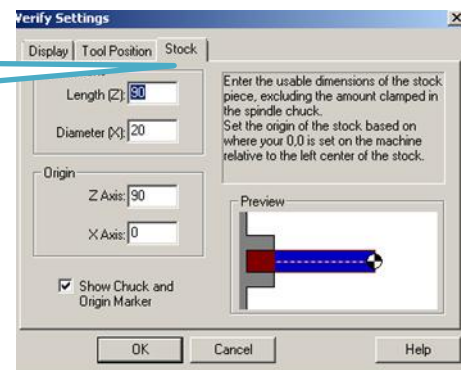 Verify Settings
Display Tool Position Stock
Length (Z): 90
Diameter (X): 20
Origin
Z Axis: 90
X Axis: 0
Show Chuck and
Origin Marker
Enter the usable dimensions of the stock
piece, excluding the amount clamped in
the spindle chuck.
Set the origin of the stock based on
where your 0,0 is set on the machine
relative to the left center of the stock.
Preview
OK Cancel Help